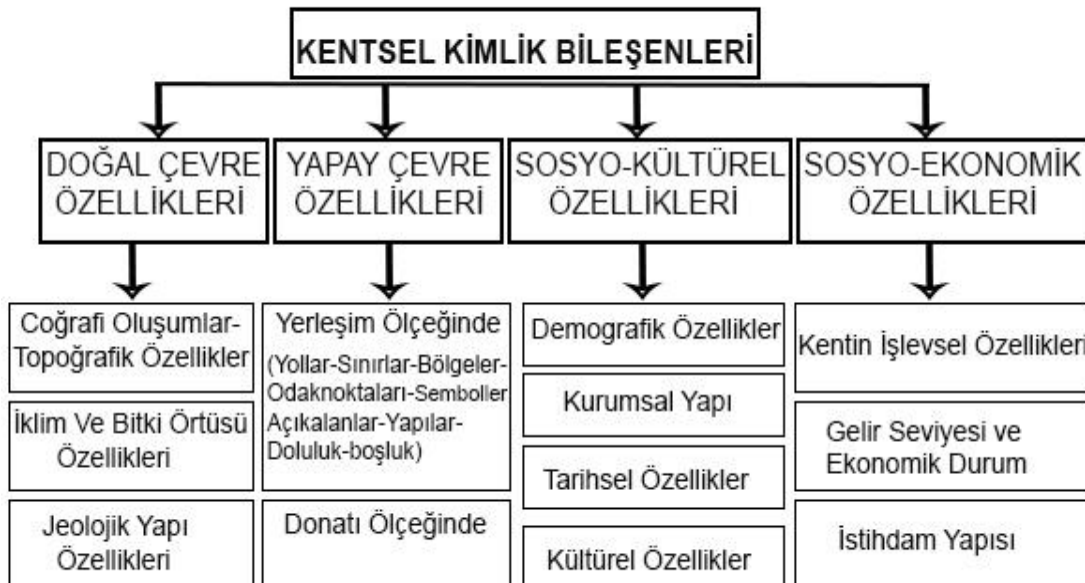 KENTSEL KİMLİK BİLEŞENLERİ
DOĞAL ÇEVRE
ÖZELLİKLERİ
YAPAY ÇEVRE
ÖZELLİKLERİ
SOSYO-KÜLTÜREL
ÖZELLİKLERİ
SOSYO-EKONOMİK
ÖZELLİKLERİ
Coğrafi Oluşumlar-
Topoğrafik Özellikler
İklim Ve Bitki Örtüsü
Özellikleri
Jeolojik Yapı
Özellikleri
Yerleşim Ölçeğinde
(Yollar-Sınırlar-Bölgeler-
Odaknoktaları-Semboller
Açıkalanlar-Yapılar-
Doluluk-boşluk)
Donatı Ölçeğinde
Demografik Özellikler
Kurumsal Yapı
Tarihsel Özellikler
Kültürel Özellikler
Kentin İşlevsel Özellikleri
Gelir Seviyesi ve
Ekonomik Durum
İstihdam Yapısı